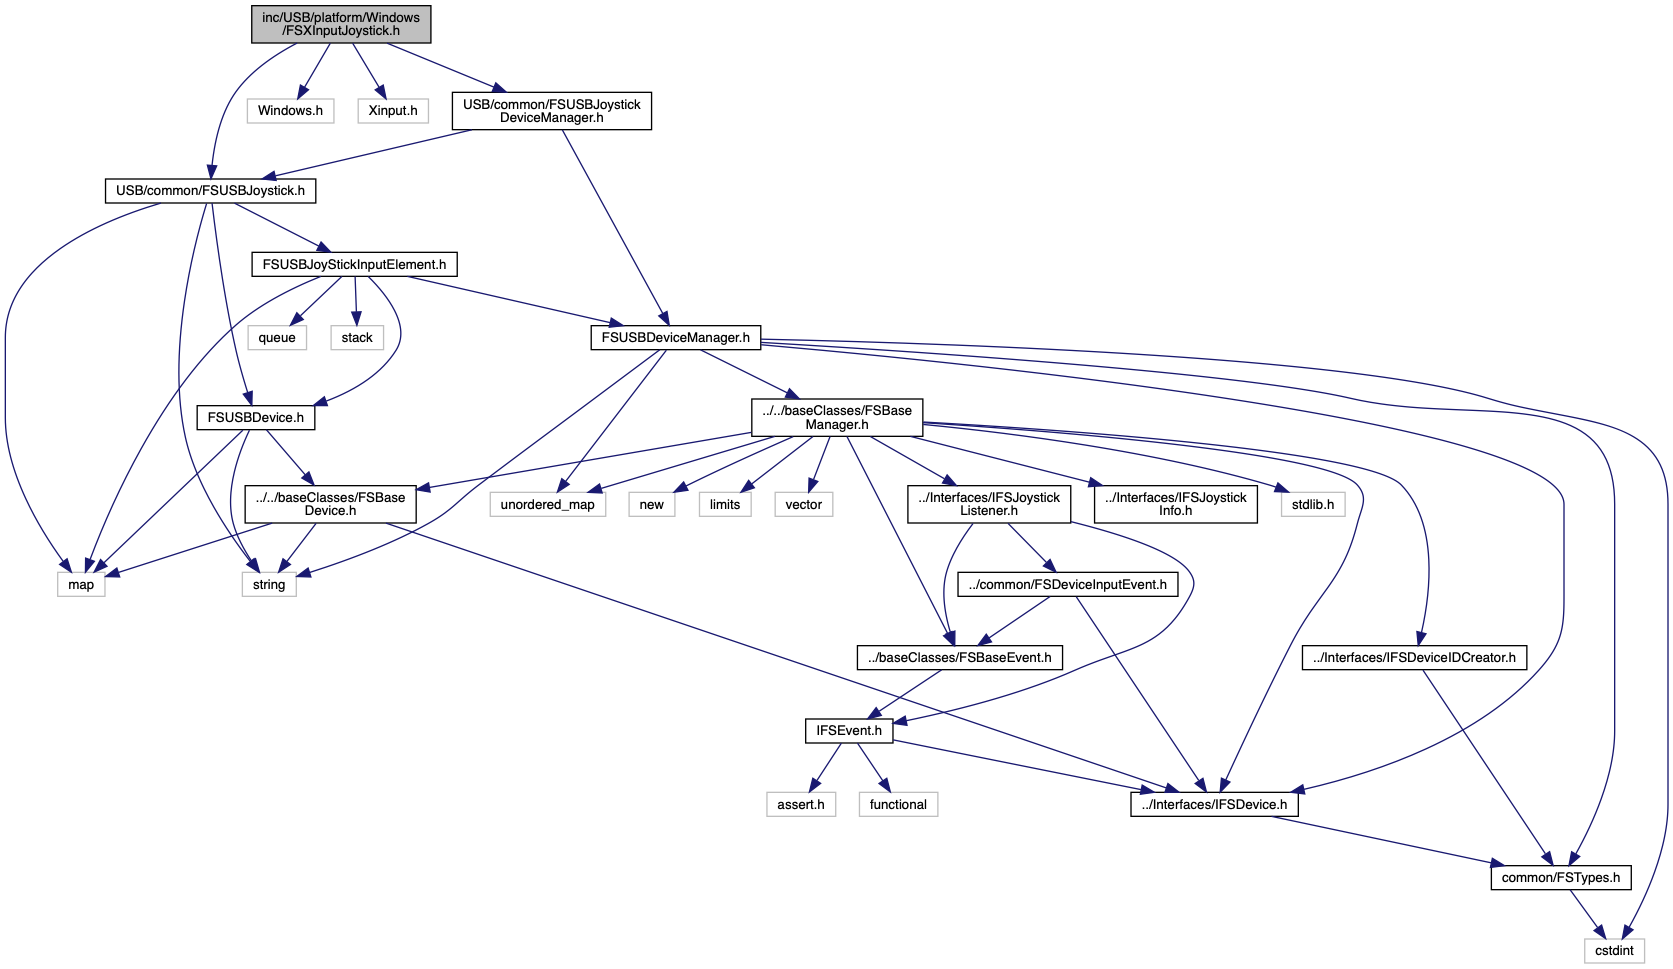 inc/USB/platform/Windows
/FSXInputJoystick.h
Windows.h
Xinput.h
USB/common/FSUSBJoystick
DeviceManager.h
USB/common/FSUSBJoystick.h
FSUSBJoyStickInputElement.h
queue
stack
FSUSBDeviceManager.h
FSUSBDevice.h
../../baseClasses/FSBase
Manager.h
../../baseClasses/FSBase
Device.h
unordered_map
new
limits
vector
../Interfaces/IFSJoystick
Listener.h
../Interfaces/IFSJoystick
Info.h
stdlib.h
map
string
../common/FSDeviceInputEvent.h
../baseClasses/FSBaseEvent.h
../Interfaces/IFSDeviceIDCreator.h
IFSEvent.h
assert.h
functional
../Interfaces/IFSDevice.h
common/FSTypes.h
cstdint